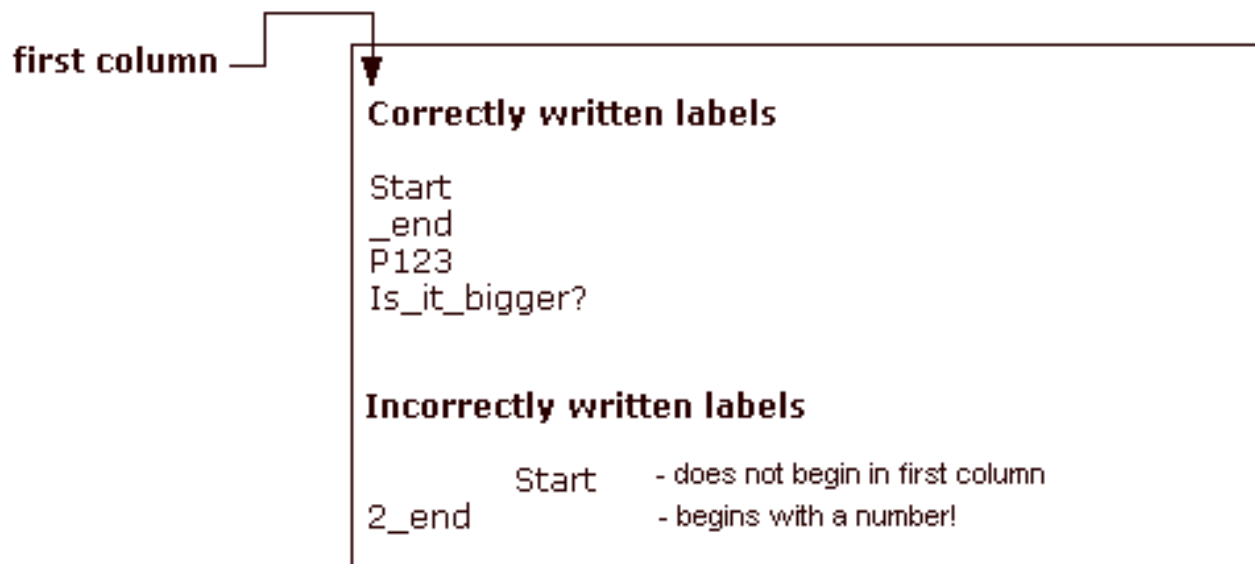 first column
Correctly written labels
Start
_end
P123
Is_it_bigger?
Incorrectly written labels
Start - does not begin in first column
2_end - begins with a number!